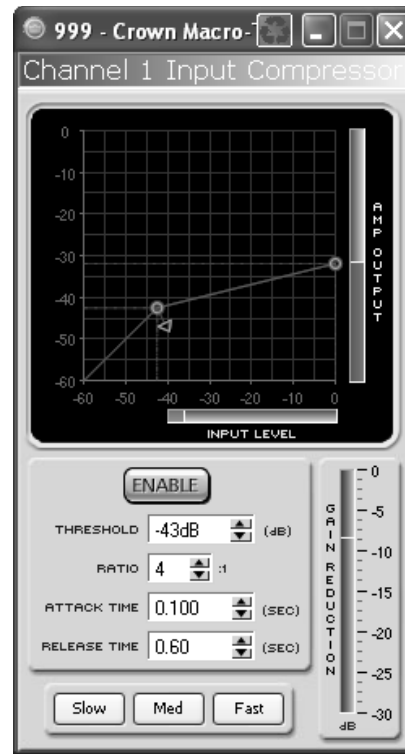 999 - Crown Macro-
Channel 1 Input Compressor
0
-10
-20
-30
-40
-50
-60
-60 -50 -40 -30 -20 -10 0
AMP OUTPUT
INPUT LEVEL
ENABLE
THRESHOLD -43dB (dB)
RATIO 4 :1
ATTACK TIME 0.100 (SEC)
RELEASE TIME 0.60 (SEC)
Slow Med Fast
GAIN REDUCTION
0
-5
-10
-15
-20
-25
-30
dB